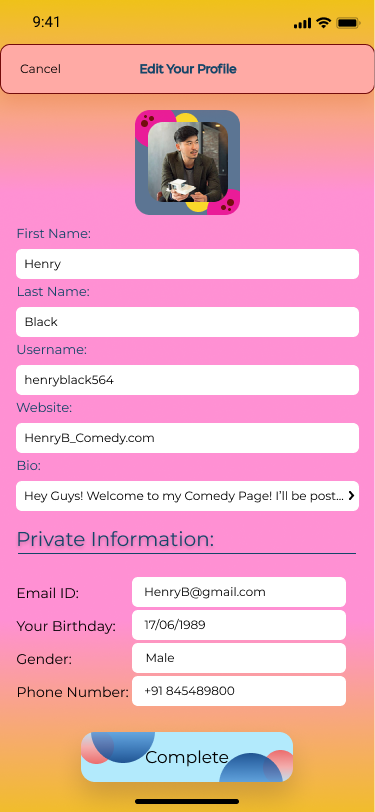 9:41
Cancel
Edit Your Profile
First Name:
Henry
Last Name:
Black
Username:
henryblack564
Website:
HenryB_Comedy.com
Bio:
Hey Guys! Welcome to my Comedy Page! I'll be post...
Private Information:
Email ID: HenryB@gmail.com
Your Birthday: 17/06/1989
Gender: Male
Phone Number: +91 845489800
Complete